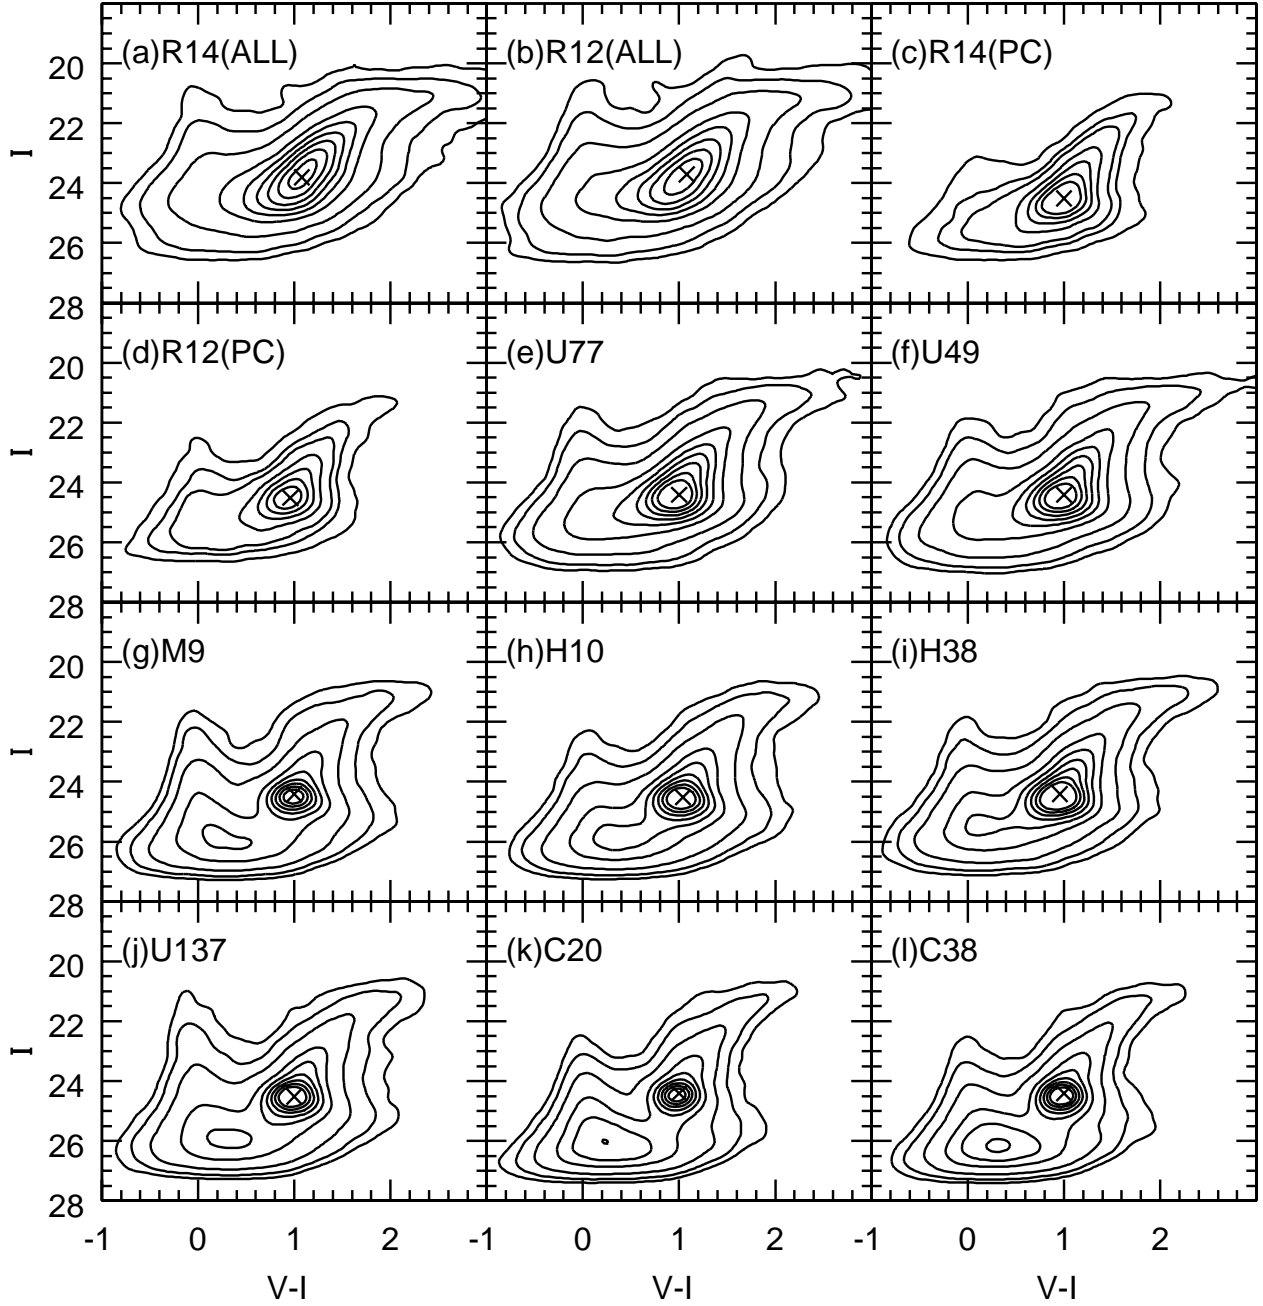 (a)R14(ALL)
(b)R12(ALL)
(c)R14(PC)
20
22
24
26
28
I
(d)R12(PC)
(e)U77
(f)U49
20
22
24
26
28
I
(g)M9
(h)H10
(i)H38
20
22
24
26
28
I
(j)U137
(k)C20
(l)C38
20
22
24
26
28
I
-1 0 1 2 -1 0 1 2 -1 0 1 2
V-I V-I V-I